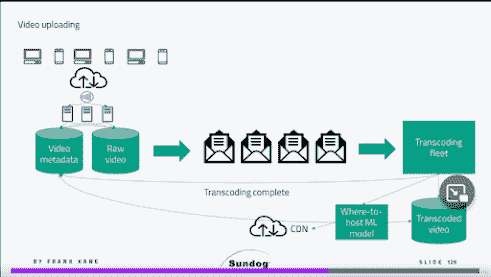 Video uploading
Video
metadata
Raw
video
Transcoding
fleet
Transcoding complete
CDN
Where-to-
host ML
model
Transcoded
video
BY FRANK KANE
Sundog
SLIDE 129